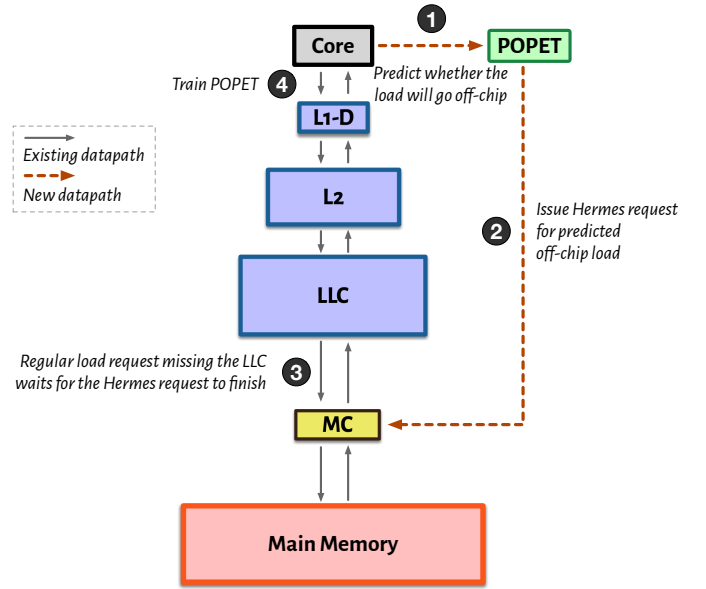 1
Core
POPET
Train POPET
4
Predict whether the
load will go off-chip
L1-D
Existing datapath
New datapath
L2
2
Issue Hermes request
for predicted
off-chip load
LLC
Regular load request missing the LLC
waits for the Hermes request to finish
3
MC
Main Memory